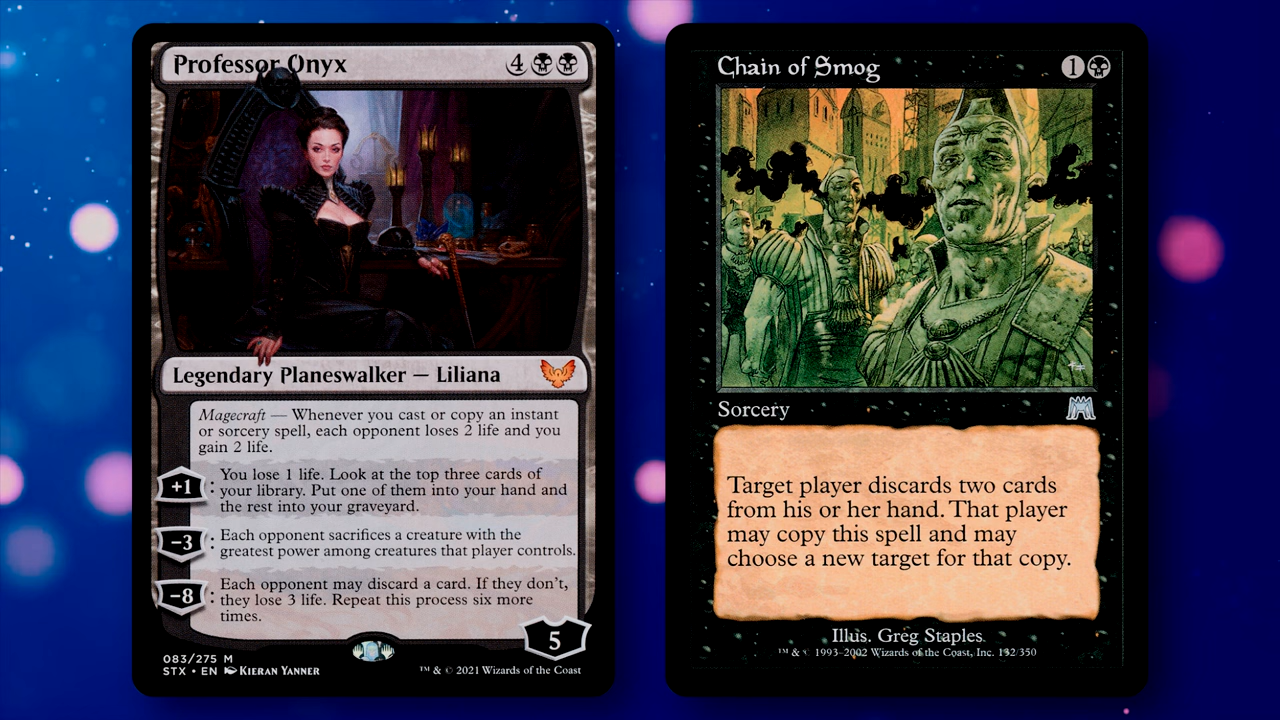 Professor Onyx
4
Legendary Planeswalker — Liliana
Magecraft — Whenever you cast or copy an instant
or sorcery spell, each opponent loses 2 life and you
gain 2 life.
+1: You lose 1 life. Look at the top three cards of
your library. Put one of them into your hand and
the rest into your graveyard.
−3: Each opponent sacrifices a creature with the
greatest power among creatures that player controls.
−8: Each opponent may discard a card. If they don't,
they lose 3 life. Repeat this process six more
times.
5
083/275 M
STX • EN KIERAN YANNER
™ & © 2021 Wizards of the Coast
Chain of Smog
1
Sorcery
Target player discards two cards
from his or her hand. That player
may copy this spell and may
choose a new target for that copy.
Illus. Greg Staples
™ & © 1993–2002 Wizards of the Coast, Inc. 132/350